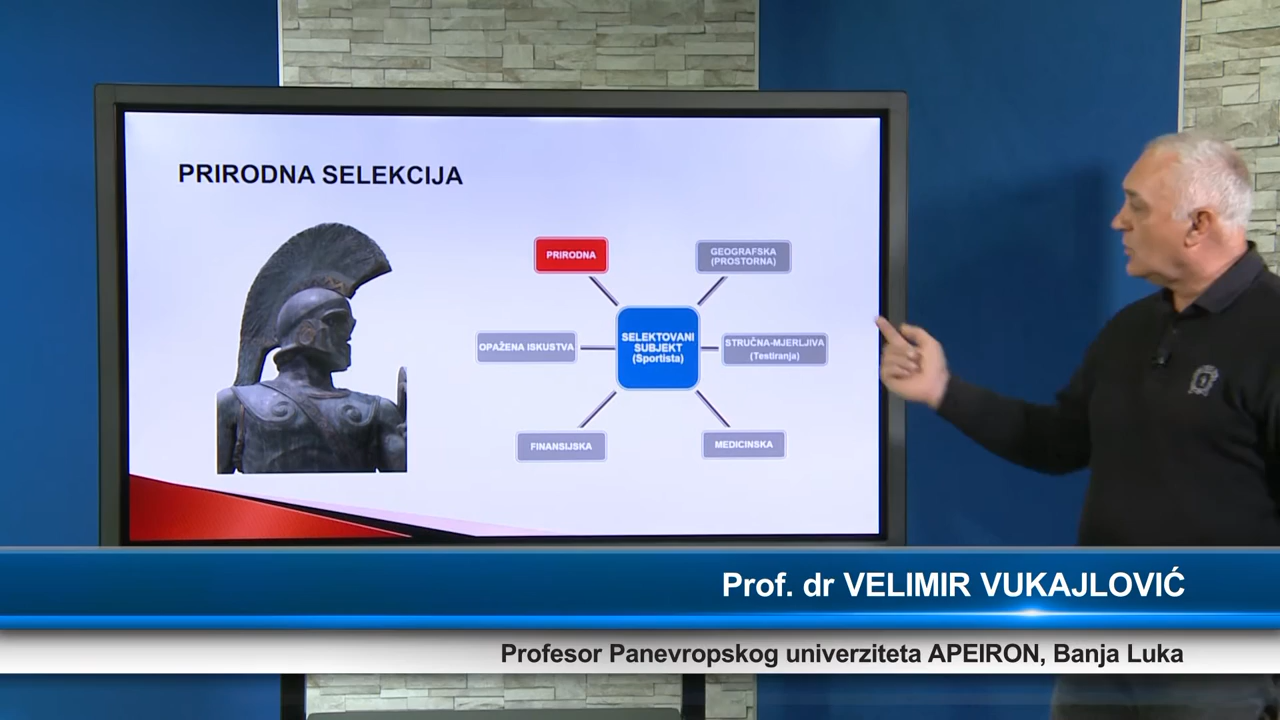 PRIRODNA SELEKCIJA
PRIRODNA
GEOGRAFSKA
(PROSTORNA)
OPAŽENA ISKUSTVA
SELEKTOVANI
SUBJEKT
(Sportista)
STRUČNA-MJERLJIVA
(Testiranja)
FINANSIJSKA
MEDICINSKA
Prof. dr VELIMIR VUKAJLOVIĆ
Profesor Panevropskog univerziteta APEIRON, Banja Luka